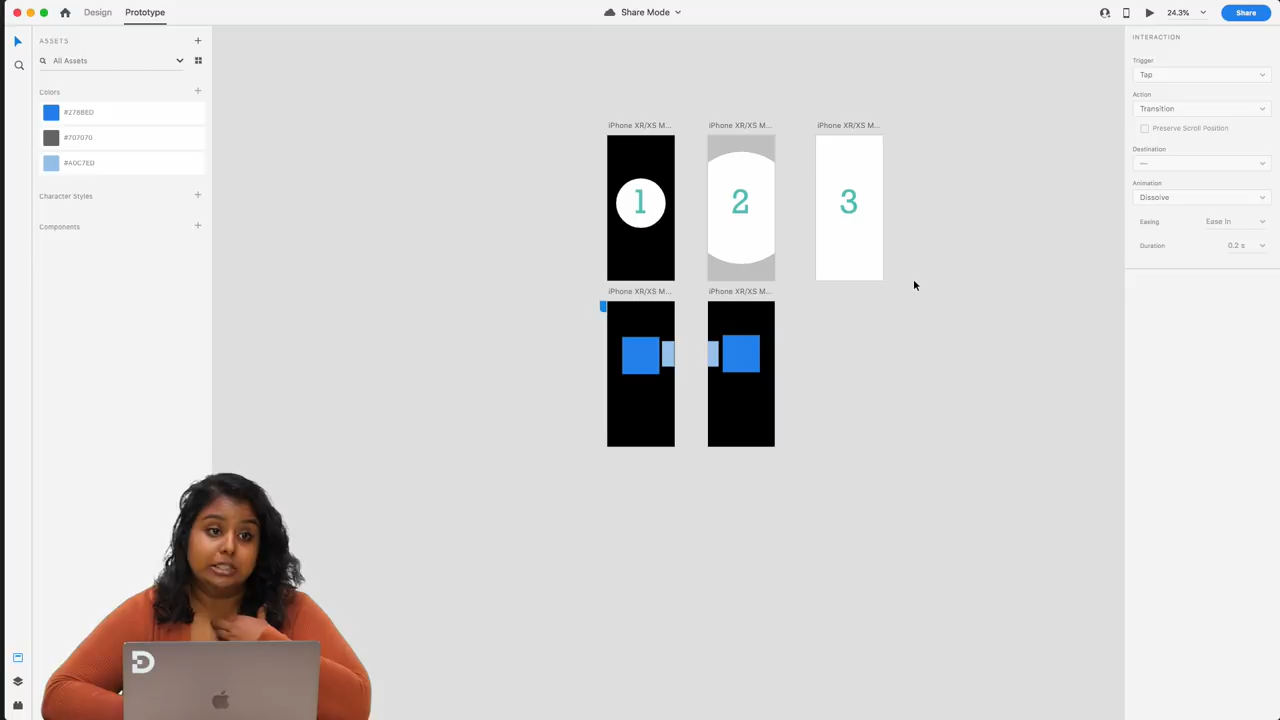 Design Prototype
Share Mode
24.3%
Share
ASSETS
All Assets
Colors
#278BED
#707070
#A0C7ED
Character Styles
Components
iPhone XR/XS M...
iPhone XR/XS M...
iPhone XR/XS M...
1
2
3
iPhone XR/XS M...
iPhone XR/XS M...
INTERACTION
Trigger
Tap
Action
Transition
Preserve Scroll Position
Destination
—
Animation
Dissolve
Easing
Ease In
Duration
0.2 s
D